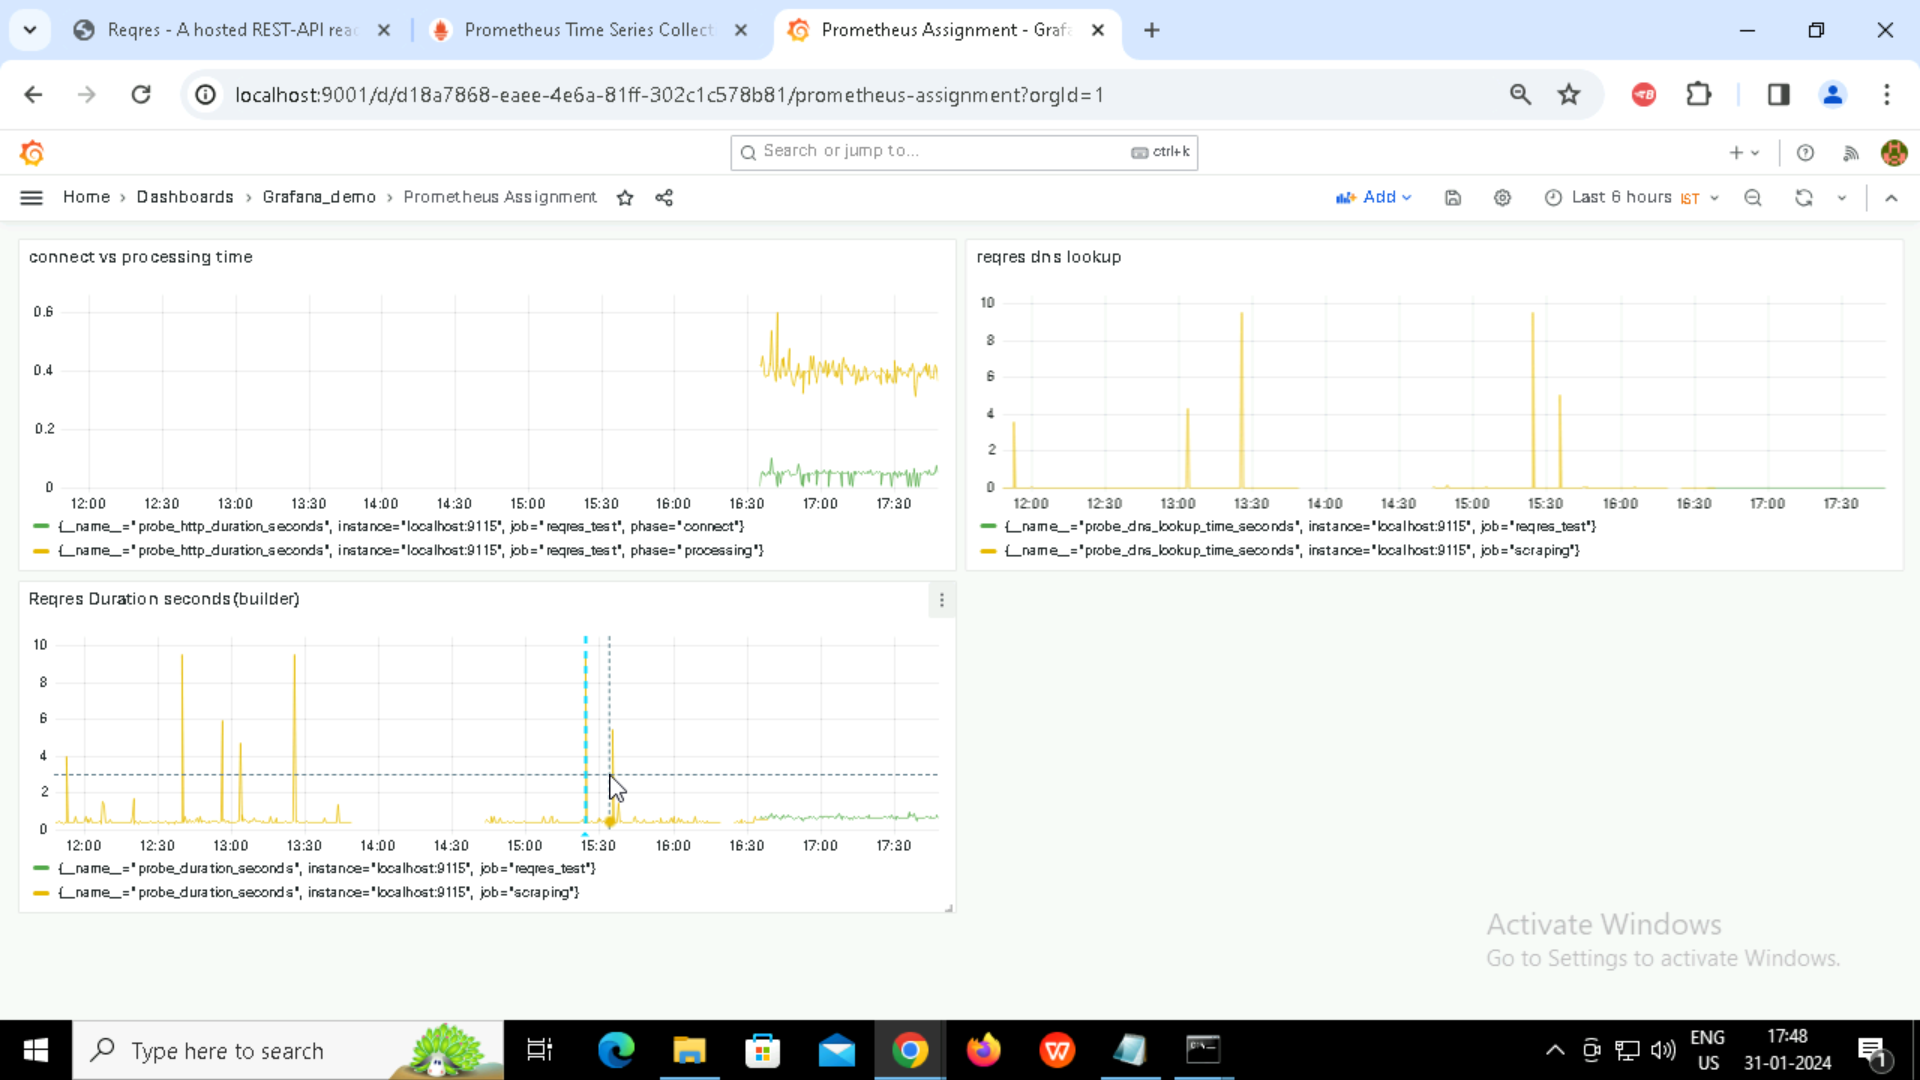 Reqres - A hosted REST-API rea
Prometheus Time Series Collect
Prometheus Assignment - Graf
localhost:9001/d/d18a7868-eaee-4e6a-81ff-302c1c578b81/prometheus-assignment?orgId=1
Search or jump to...
ctrl+k
Home › Dashboards › Grafana_demo › Prometheus Assignment
Add
Last 6 hours IST
connect vs processing time
0.6
0.4
0.2
0
12:00 12:30 13:00 13:30 14:00 14:30 15:00 15:30 16:00 16:30 17:00 17:30
{__name__="probe_http_duration_seconds", instance="localhost:9115", job="reqres_test", phase="connect"}
{__name__="probe_http_duration_seconds", instance="localhost:9115", job="reqres_test", phase="processing"}
reqres dns lookup
10
8
6
4
2
0
12:00 12:30 13:00 13:30 14:00 14:30 15:00 15:30 16:00 16:30 17:00 17:30
{__name__="probe_dns_lookup_time_seconds", instance="localhost:9115", job="reqres_test"}
{__name__="probe_dns_lookup_time_seconds", instance="localhost:9115", job="scraping"}
Reqres Duration seconds(builder)
10
8
6
4
2
0
12:00 12:30 13:00 13:30 14:00 14:30 15:00 15:30 16:00 16:30 17:00 17:30
{__name__="probe_duration_seconds", instance="localhost:9115", job="reqres_test"}
{__name__="probe_duration_seconds", instance="localhost:9115", job="scraping"}
Activate Windows
Go to Settings to activate Windows.
Type here to search
ENG
US
17:48
31-01-2024
1